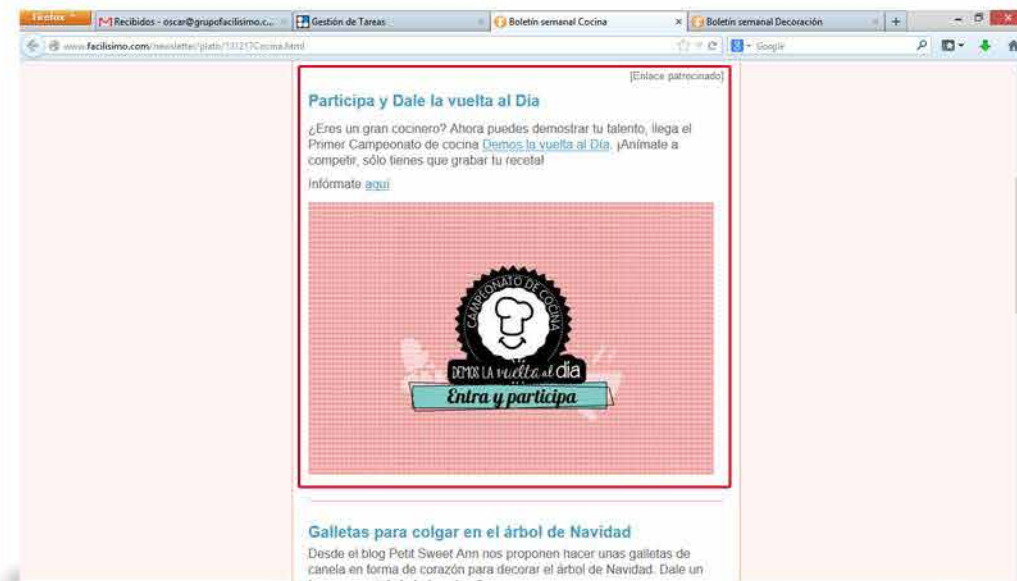 Firefox
Recibidos - oscar@grupofacilisimo.c...
Gestión de Tareas
Boletín semanal Cocina
Boletín semanal Decoración
www.facilisimo.com/newsletter/plato/131217Cocina.html
Google
[Enlace patrocinado]
Participa y Dale la vuelta al Día
¿Eres un gran cocinero? Ahora puedes demostrar tu talento, llega el
Primer Campeonato de cocina Demos la vuelta al Día. ¡Anímate a
competir, sólo tienes que grabar tu receta!
Infórmate aquí
CAMPEONATO DE COCINA
DEMOS LA vuelta al día
Entra y participa
Galletas para colgar en el árbol de Navidad
Desde el blog Petit Sweet Ann nos proponen hacer unas galletas de
canela en forma de corazón para decorar el árbol de Navidad. Dale un